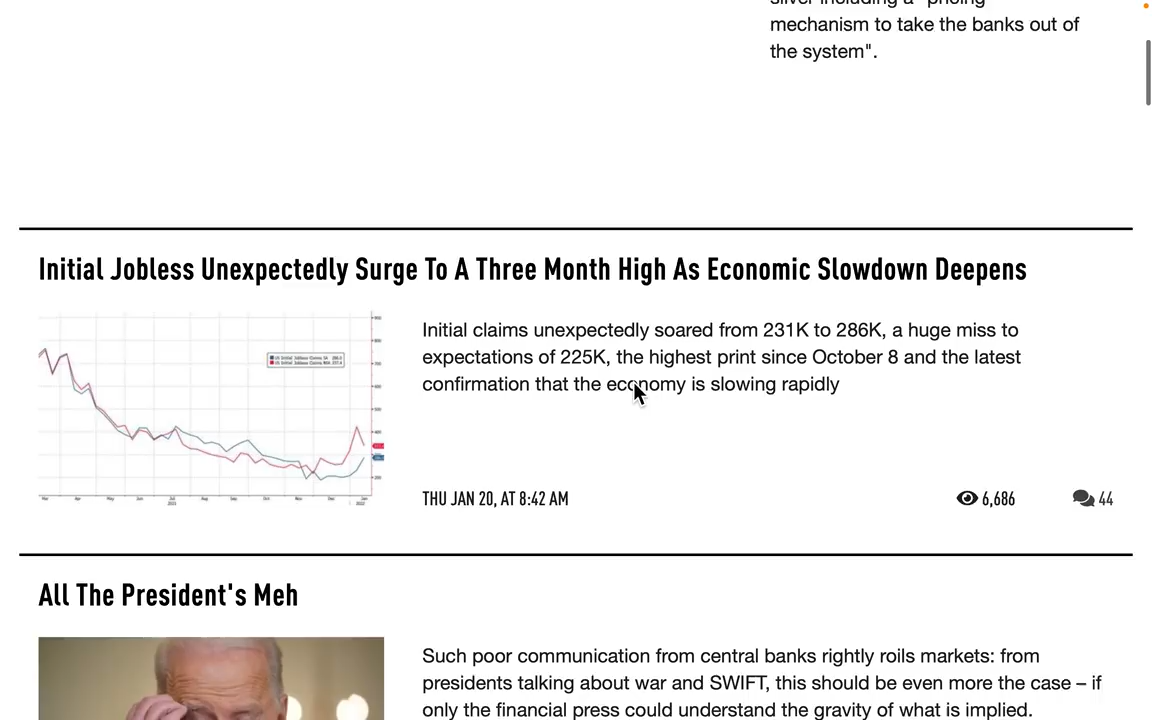 mechanism to take the banks out of
the system".
Initial Jobless Unexpectedly Surge To A Three Month High As Economic Slowdown Deepens
Initial claims unexpectedly soared from 231K to 286K, a huge miss to
expectations of 225K, the highest print since October 8 and the latest
confirmation that the economy is slowing rapidly
THU JAN 20, AT 8:42 AM
6,686
44
All The President's Meh
Such poor communication from central banks rightly roils markets: from
presidents talking about war and SWIFT, this should be even more the case – if
only the financial press could understand the gravity of what is implied.